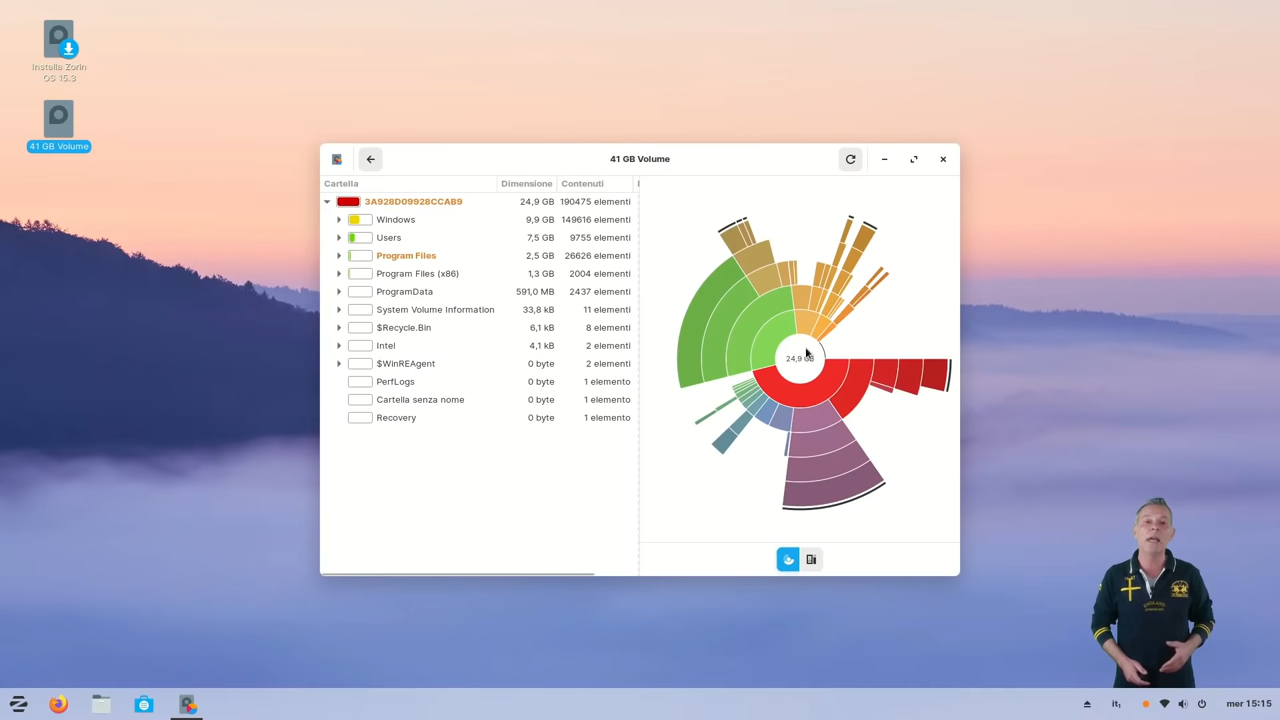 Installa Zorin
OS 15.3
41 GB Volume
41 GB Volume
Cartella Dimensione Contenuti
3A928D09928CCAB9 24,9 GB 190475 elementi
Windows 9,9 GB 149616 elementi
Users 7,5 GB 9755 elementi
Program Files 2,5 GB 26626 elementi
Program Files (x86) 1,3 GB 2004 elementi
ProgramData 591,0 MB 2437 elementi
System Volume Information 33,8 kB 11 elementi
$Recycle.Bin 6,1 kB 8 elementi
Intel 4,1 kB 2 elementi
$WinREAgent 0 byte 2 elementi
PerfLogs 0 byte 1 elemento
Cartella senza nome 0 byte 1 elemento
Recovery 0 byte 1 elemento
24,9 GB
it₁
mer 15:15